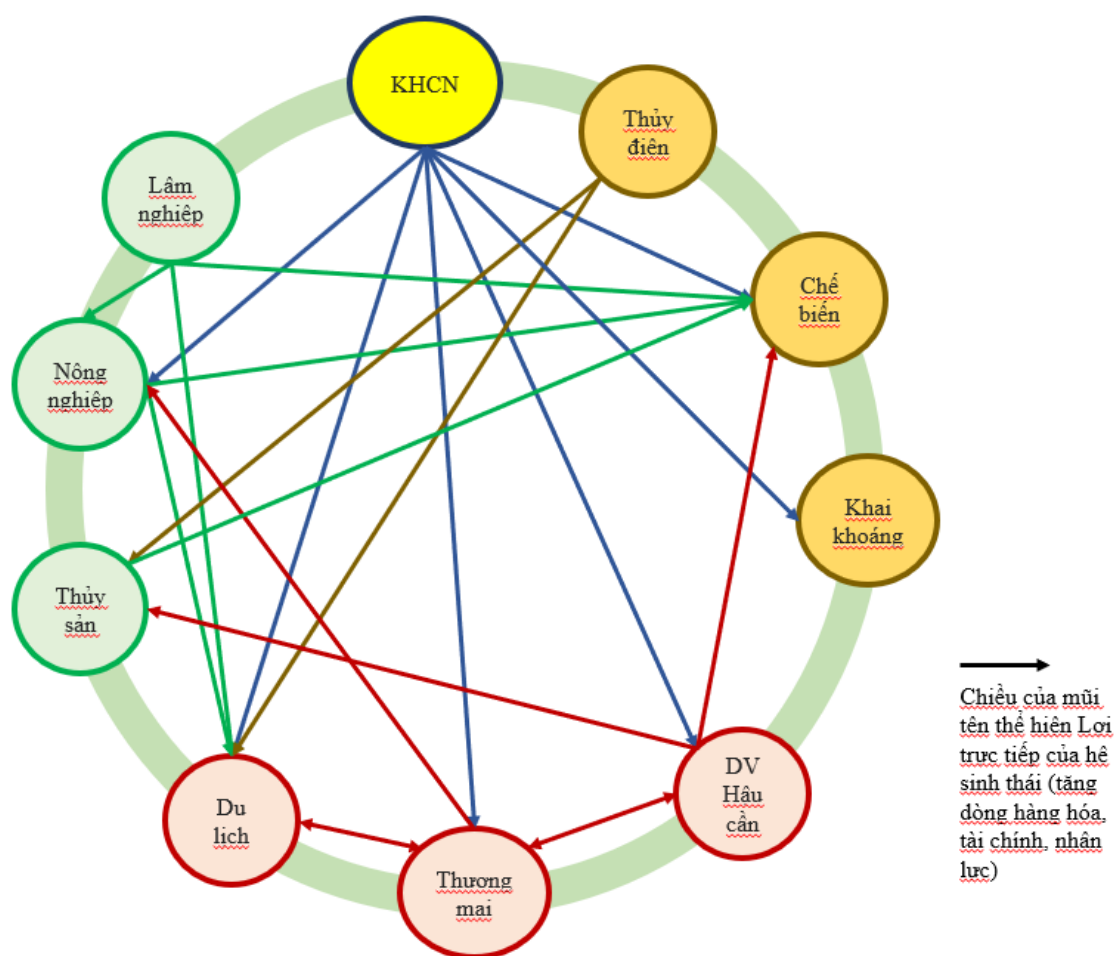 KHCN
Thủy
điện
Lâm
nghiệp
Chế
biến
Nông
nghiệp
Khai
khoáng
Thủy
sản
DV
Hậu
cần
Du
lịch
Thương
mại
Chiều của mũi
tên thể hiện Lợi
trực tiếp của hệ
sinh thái (tăng
dòng hàng hóa,
tài chính, nhân
lực)